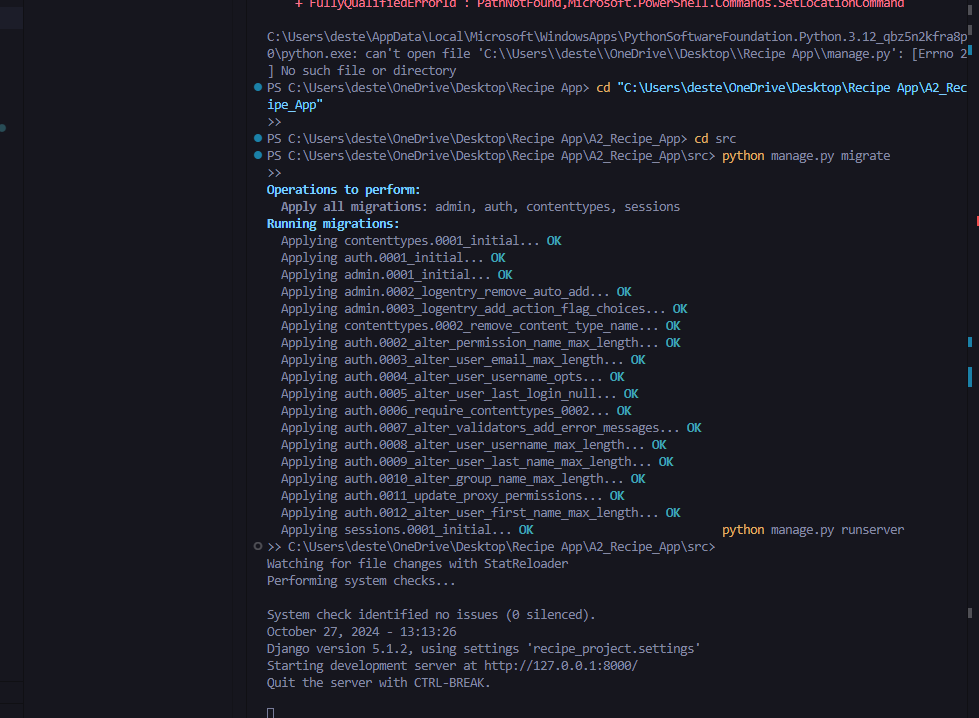 + FullyQualifiedErrorId : PathNotFound,Microsoft.PowerShell.Commands.SetLocationCommand
C:\Users\deste\AppData\Local\Microsoft\WindowsApps\PythonSoftwareFoundation.Python.3.12_qbz5n2kfra8p
0\python.exe: can't open file 'C:\\Users\\deste\\OneDrive\\Desktop\\Recipe App\\manage.py': [Errno 2
] No such file or directory
PS C:\Users\deste\OneDrive\Desktop\Recipe App> cd "C:\Users\deste\OneDrive\Desktop\Recipe App\A2_Rec
ipe_App"
>>
PS C:\Users\deste\OneDrive\Desktop\Recipe App\A2_Recipe_App> cd src
PS C:\Users\deste\OneDrive\Desktop\Recipe App\A2_Recipe_App\src> python manage.py migrate
>>
Operations to perform:
Apply all migrations: admin, auth, contenttypes, sessions
Running migrations:
Applying contenttypes.0001_initial... OK
Applying auth.0001_initial... OK
Applying admin.0001_initial... OK
Applying admin.0002_logentry_remove_auto_add... OK
Applying admin.0003_logentry_add_action_flag_choices... OK
Applying contenttypes.0002_remove_content_type_name... OK
Applying auth.0002_alter_permission_name_max_length... OK
Applying auth.0003_alter_user_email_max_length... OK
Applying auth.0004_alter_user_username_opts... OK
Applying auth.0005_alter_user_last_login_null... OK
Applying auth.0006_require_contenttypes_0002... OK
Applying auth.0007_alter_validators_add_error_messages... OK
Applying auth.0008_alter_user_username_max_length... OK
Applying auth.0009_alter_user_last_name_max_length... OK
Applying auth.0010_alter_group_name_max_length... OK
Applying auth.0011_update_proxy_permissions... OK
Applying auth.0012_alter_user_first_name_max_length... OK
Applying sessions.0001_initial... OK python manage.py runserver
>> C:\Users\deste\OneDrive\Desktop\Recipe App\A2_Recipe_App\src>
Watching for file changes with StatReloader
Performing system checks...
System check identified no issues (0 silenced).
October 27, 2024 - 13:13:26
Django version 5.1.2, using settings 'recipe_project.settings'
Starting development server at http://127.0.0.1:8000/
Quit the server with CTRL-BREAK.